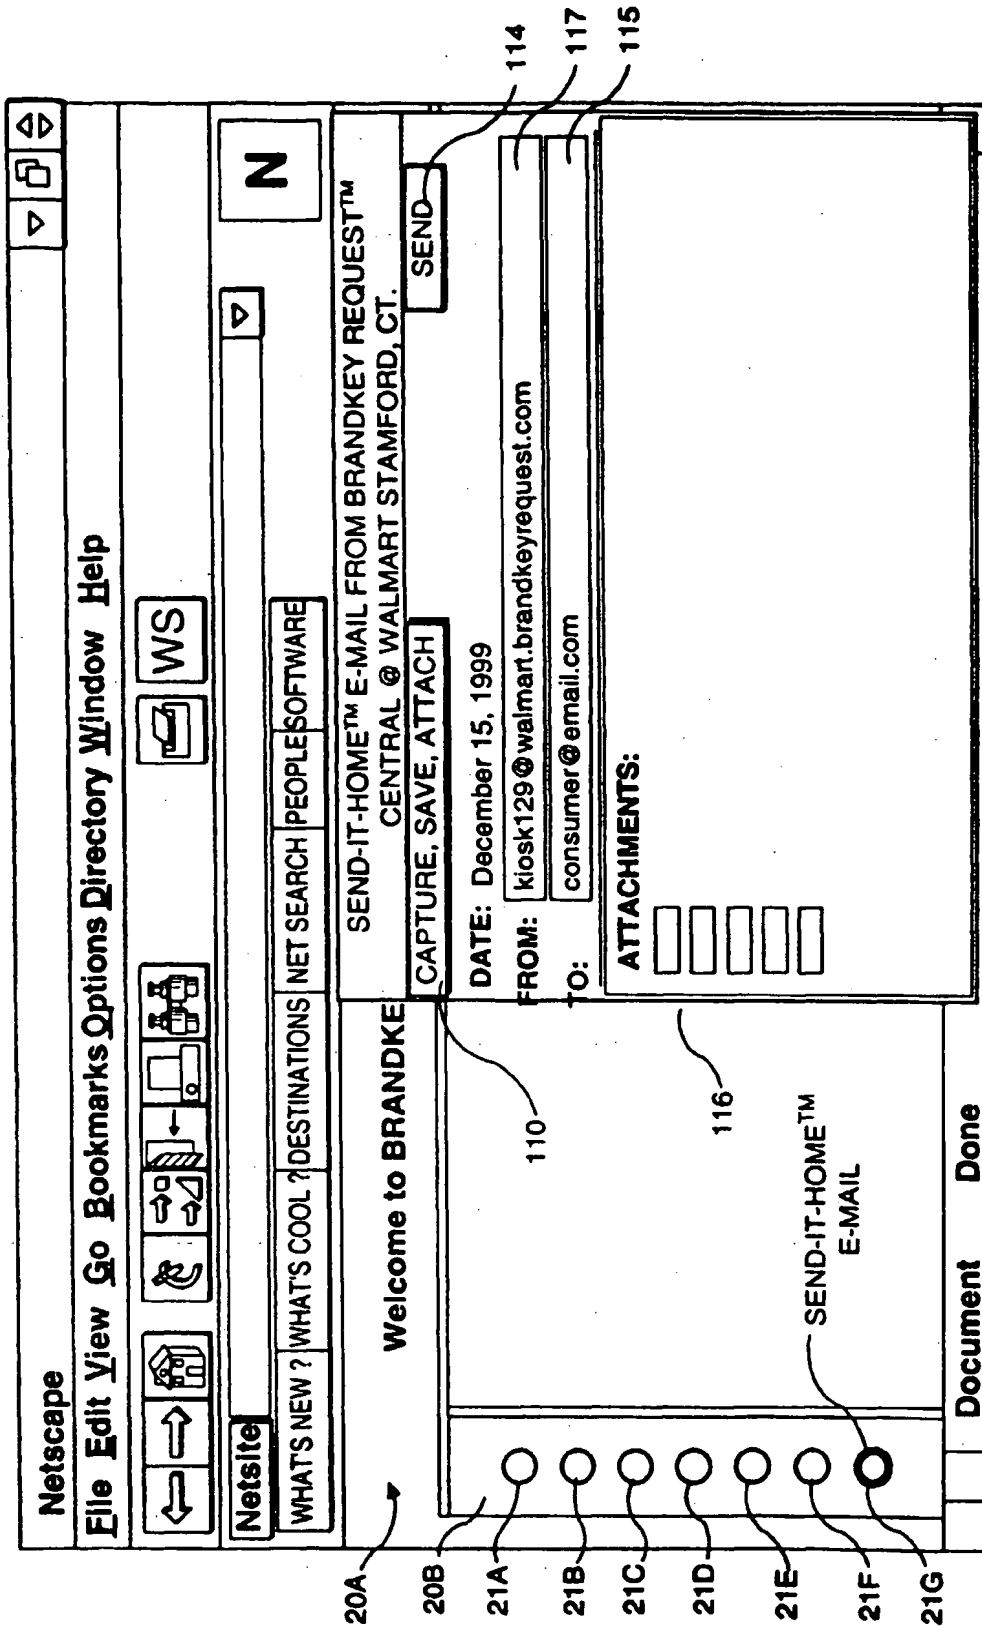 Netscape
File Edit View Go Bookmarks Options Directory Window Help
WS
Netsite
N
WHAT'S NEW ? WHAT'S COOL ? DESTINATIONS NET SEARCH PEOPLE SOFTWARE
20A
Welcome to BRANDKE
SEND-IT-HOME™ E-MAIL FROM BRANDKEY REQUEST™
CENTRAL @ WALMART STAMFORD, CT.
CAPTURE, SAVE, ATTACH
SEND
114
DATE: December 15, 1999
FROM: kiosk129@walmart.brandkeyrequest.com
117
TO: consumer@email.com
115
ATTACHMENTS:
110
116
20B
21A
21B
21C
21D
21E
21F
21G
SEND-IT-HOME™
E-MAIL
Document Done